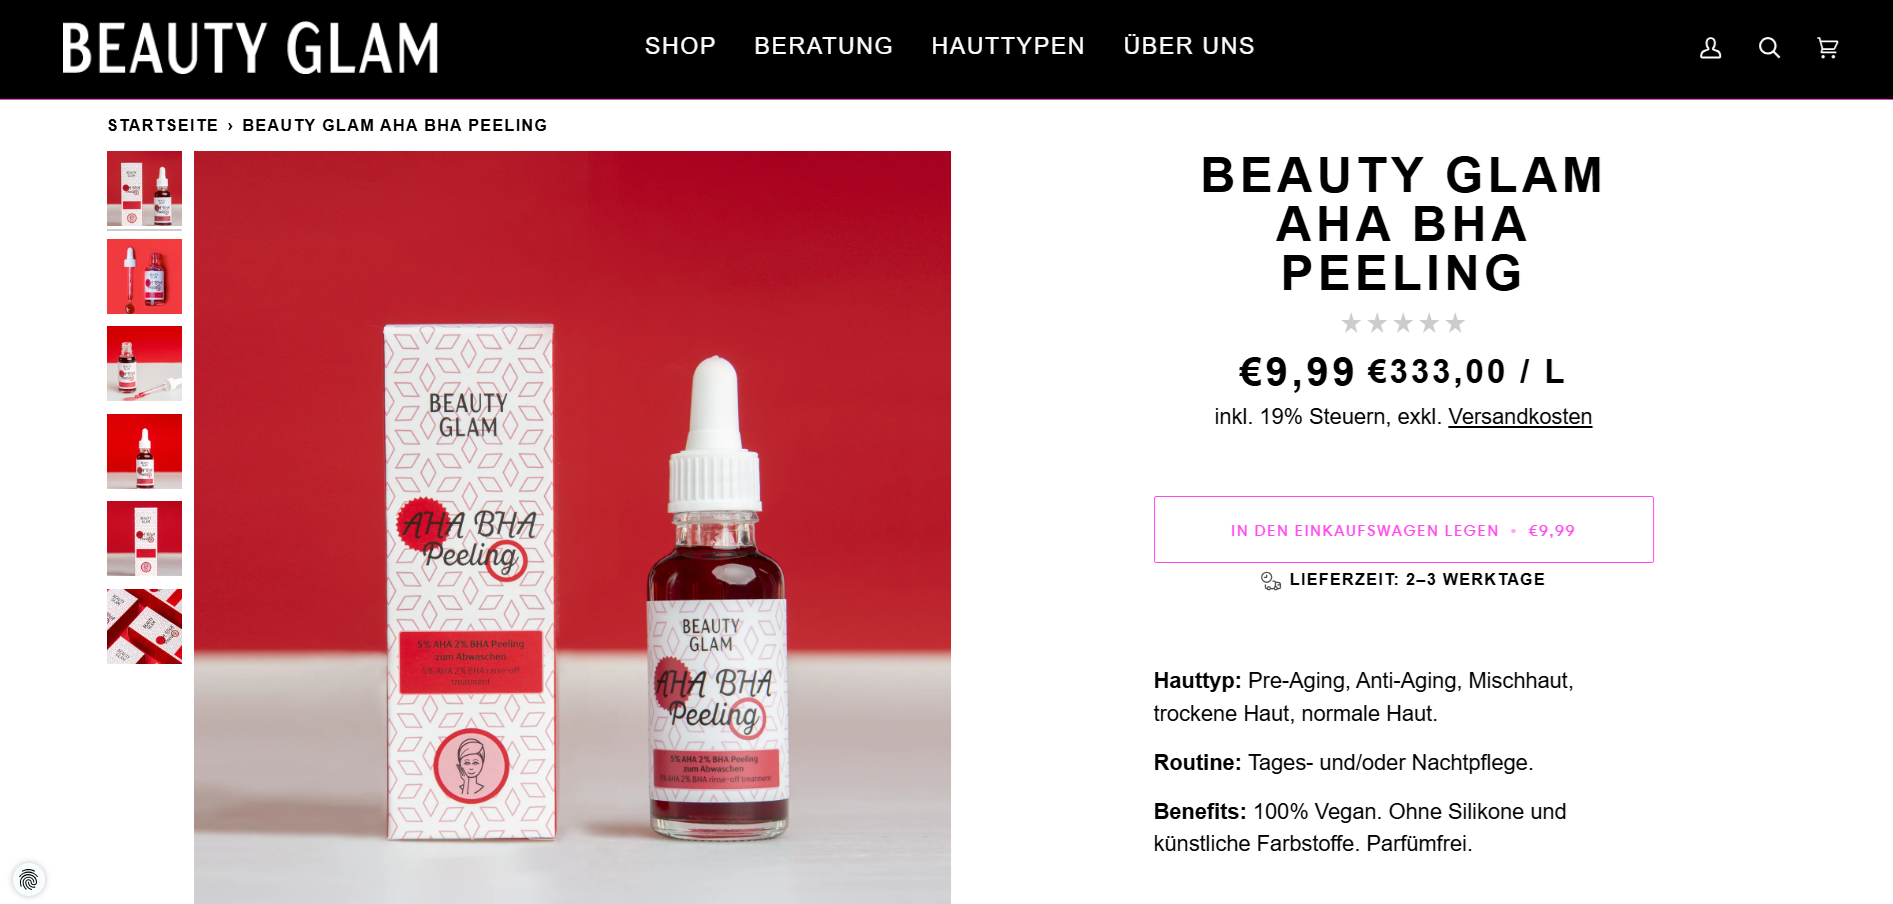 BEAUTY GLAM
SHOP BERATUNG HAUTTYPEN ÜBER UNS
STARTSEITE › BEAUTY GLAM AHA BHA PEELING
BEAUTY
GLAM
AHA BHA
Peeling
5% AHA 2% BHA Peeling
zum Abwaschen
5% AHA 2% BHA rinse-off
treatment
BEAUTY
GLAM
AHA BHA
Peeling
5% AHA 2% BHA Peeling
zum Abwaschen
5% AHA 2% BHA rinse-off treatment
BEAUTY GLAM
AHA BHA
PEELING
€9,99 €333,00 / L
inkl. 19% Steuern, exkl. Versandkosten
IN DEN EINKAUFSWAGEN LEGEN • €9,99
LIEFERZEIT: 2–3 WERKTAGE
Hauttyp: Pre-Aging, Anti-Aging, Mischhaut,
trockene Haut, normale Haut.
Routine: Tages- und/oder Nachtpflege.
Benefits: 100% Vegan. Ohne Silikone und
künstliche Farbstoffe. Parfümfrei.